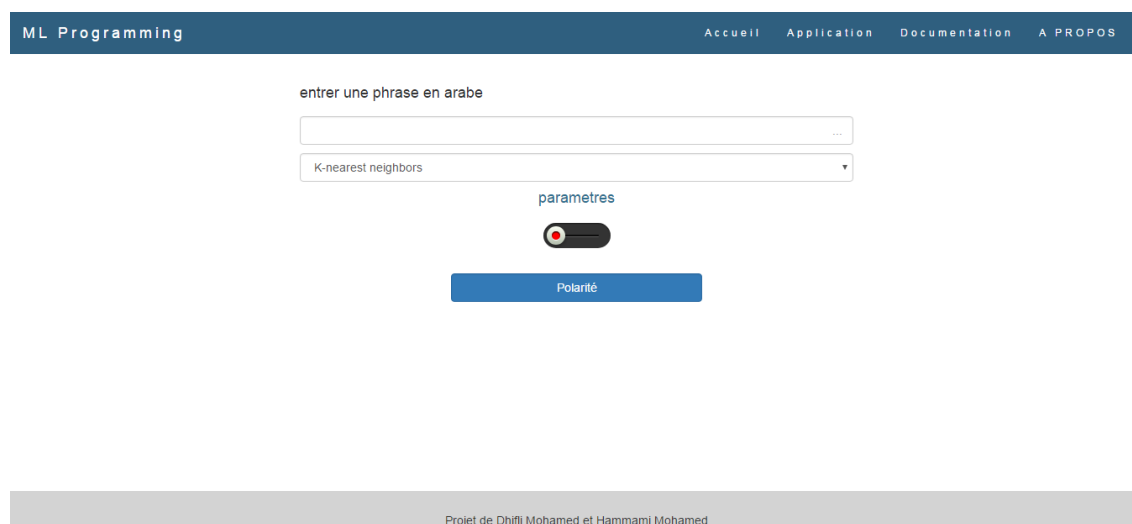 ML Programming Accueil Application Documentation A PROPOS
entrer une phrase en arabe
...
K-nearest neighbors
parametres
Polarité
Projet de Dhifli Mohamed et Hammami Mohamed